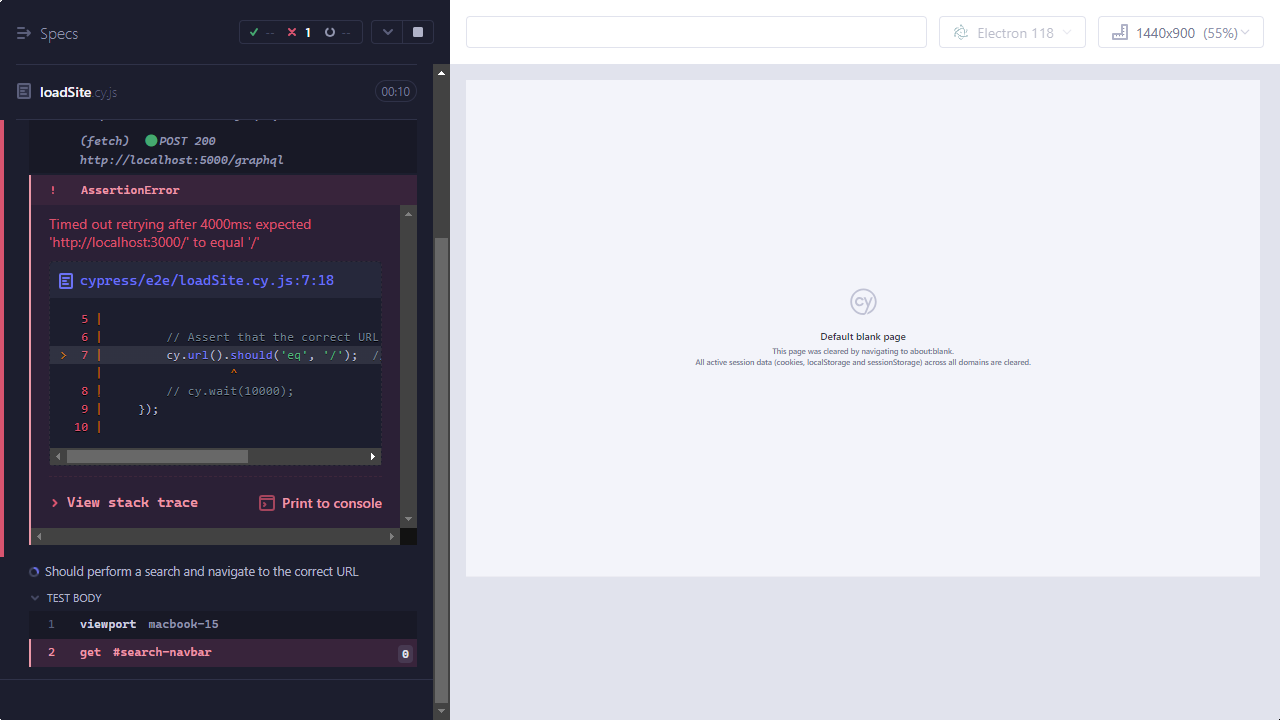 Specs
-- 1 --
Electron 118
1440x900 (55%)
loadSite.cy.js
00:10
(fetch) POST 200
http://localhost:5000/graphql
! AssertionError
Timed out retrying after 4000ms: expected
'http://localhost:3000/' to equal '/'
cypress/e2e/loadSite.cy.js:7:18
5 |
6 | // Assert that the correct URL
> 7 | cy.url().should('eq', '/'); /
| ^
8 | // cy.wait(10000);
9 | });
10 |
View stack trace
Print to console
Should perform a search and navigate to the correct URL
TEST BODY
1 viewport macbook-15
2 get #search-navbar 0
cy
Default blank page
This page was cleared by navigating to about:blank.
All active session data (cookies, localStorage and sessionStorage) across all domains are cleared.